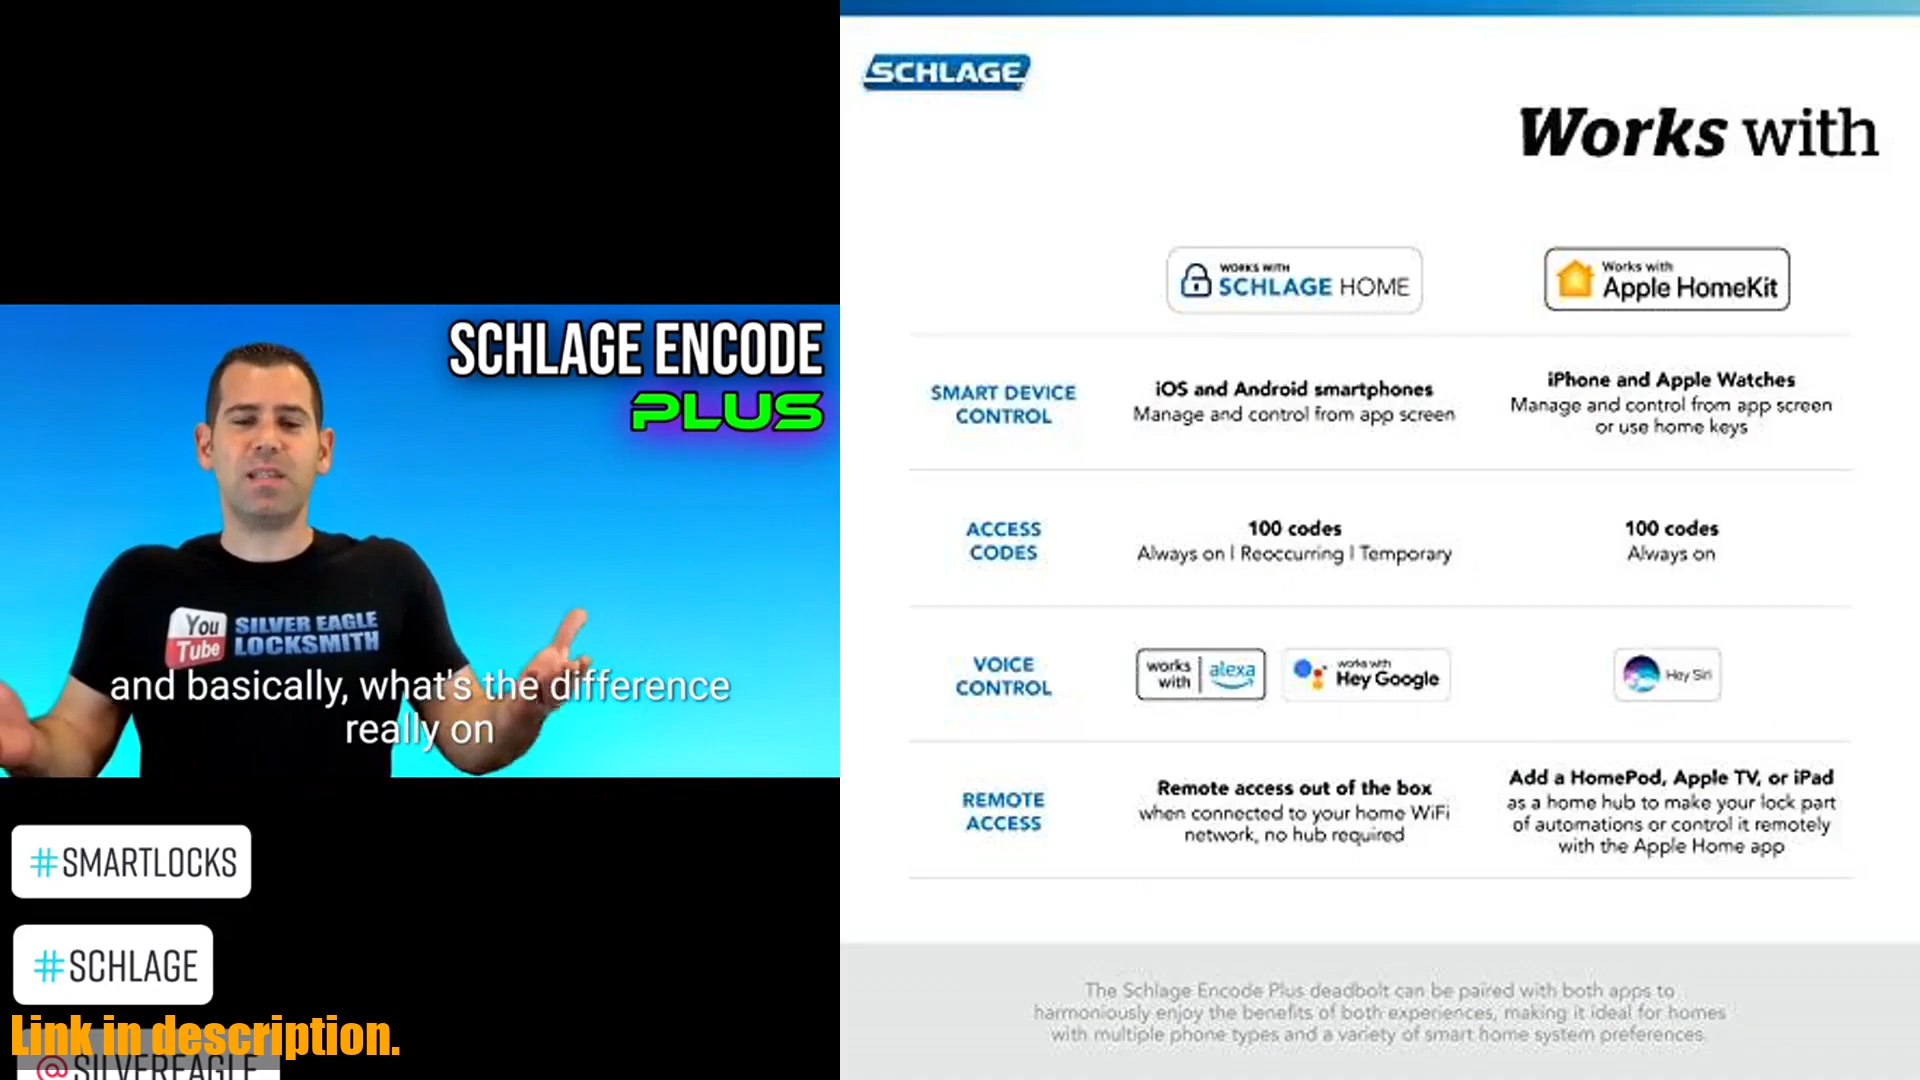 SCHLAGE ENCODE
PLUS
You
Tube
SILVER EAGLE
LOCKSMITH
and basically, what's the difference
really on
#SMARTLOCKS
#SCHLAGE
Link in description.
@SILVEREAGLE
SCHLAGE
Works with
WORKS WITH
SCHLAGE HOME
Works with
Apple HomeKit
SMART DEVICE
CONTROL
iOS and Android smartphones
Manage and control from app screen
iPhone and Apple Watches
Manage and control from app screen
or use home keys
ACCESS
CODES
100 codes
Always on | Reoccurring | Temporary
100 codes
Always on
VOICE
CONTROL
works
with
alexa
works with
Hey Google
Hey Siri
REMOTE
ACCESS
Remote access out of the box
when connected to your home WiFi
network, no hub required
Add a HomePod, Apple TV, or iPad
as a home hub to make your lock part
of automations or control it remotely
with the Apple Home app
The Schlage Encode Plus deadbolt can be paired with both apps to
harmoniously enjoy the benefits of both experiences, making it ideal for homes
with multiple phone types and a variety of smart home system preferences.